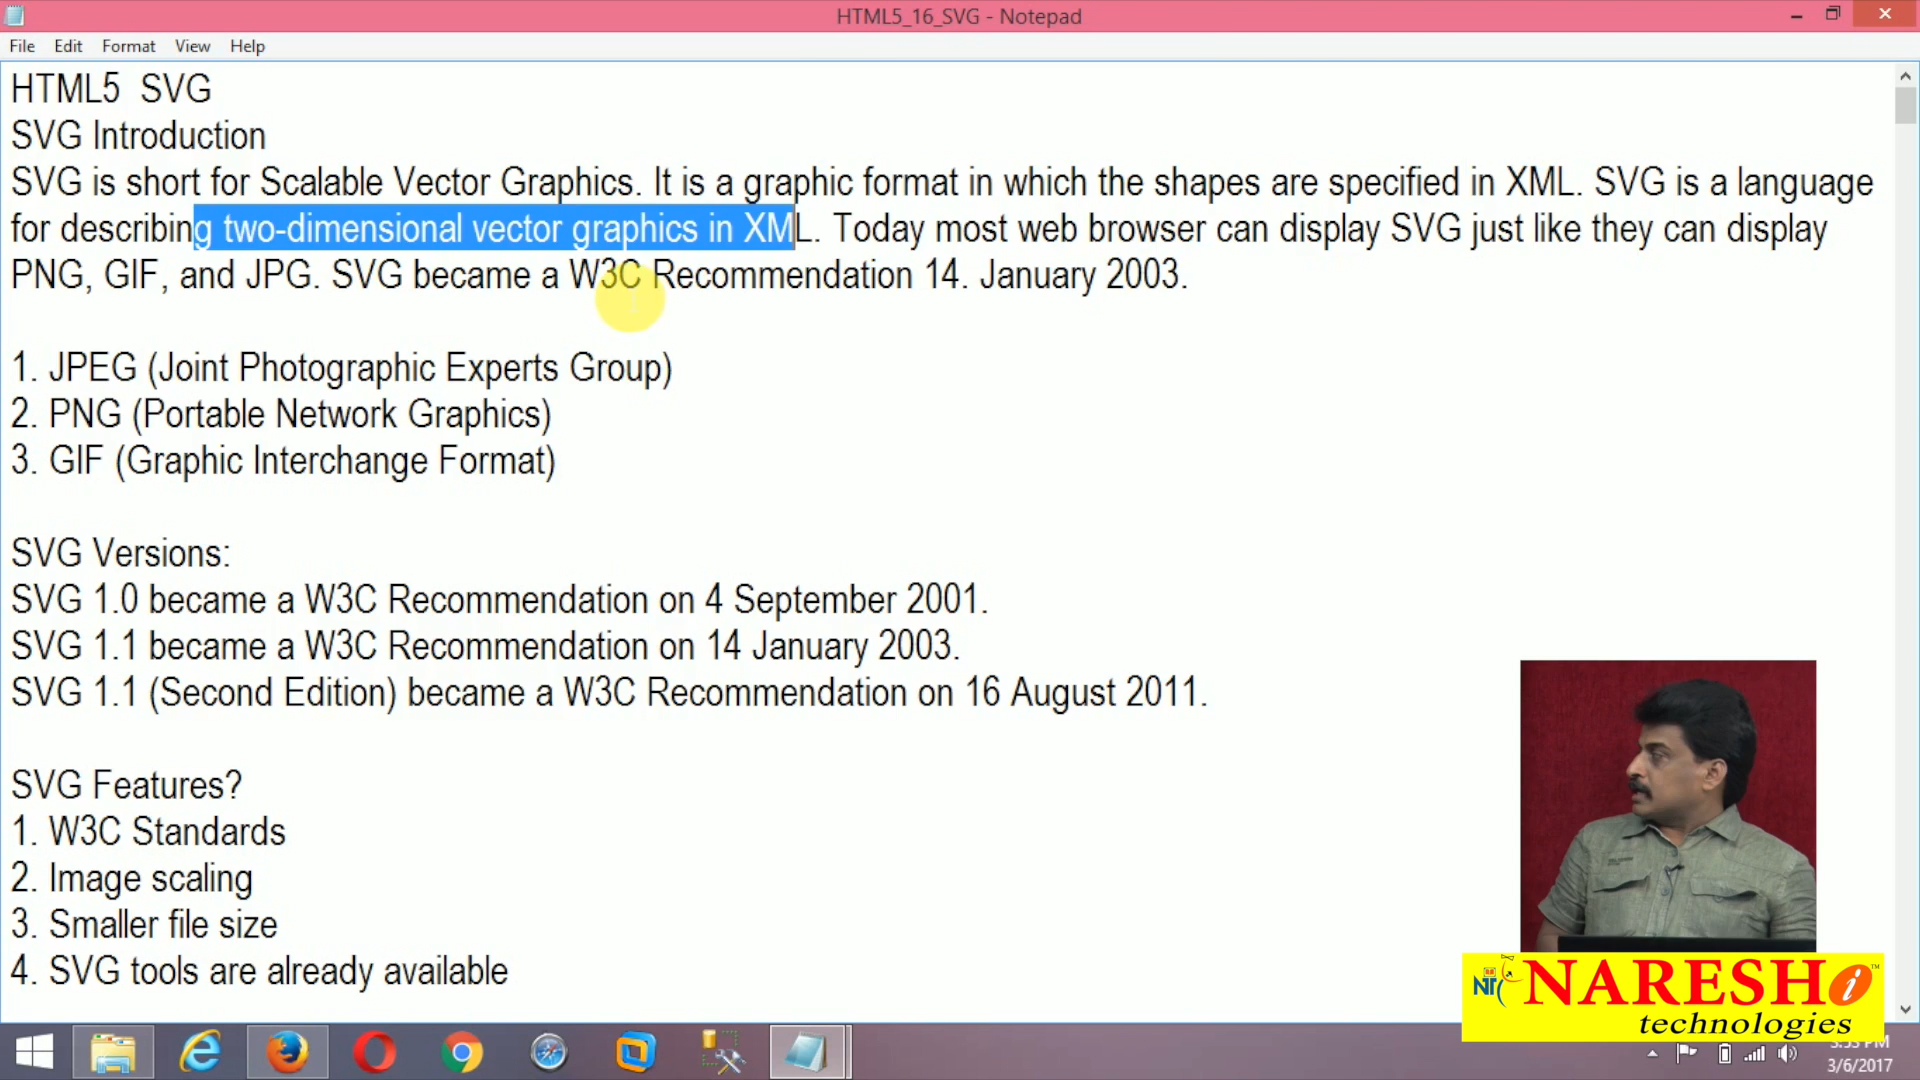 HTML5_16_SVG - Notepad
File Edit Format View Help
HTML5 SVG
SVG Introduction
SVG is short for Scalable Vector Graphics. It is a graphic format in which the shapes are specified in XML. SVG is a language
for describing two-dimensional vector graphics in XML. Today most web browser can display SVG just like they can display
PNG, GIF, and JPG. SVG became a W3C Recommendation 14. January 2003.
1. JPEG (Joint Photographic Experts Group)
2. PNG (Portable Network Graphics)
3. GIF (Graphic Interchange Format)
SVG Versions:
SVG 1.0 became a W3C Recommendation on 4 September 2001.
SVG 1.1 became a W3C Recommendation on 14 January 2003.
SVG 1.1 (Second Edition) became a W3C Recommendation on 16 August 2011.
SVG Features?
1. W3C Standards
2. Image scaling
3. Smaller file size
4. SVG tools are already available
NARESH i
technologies
3/6/2017